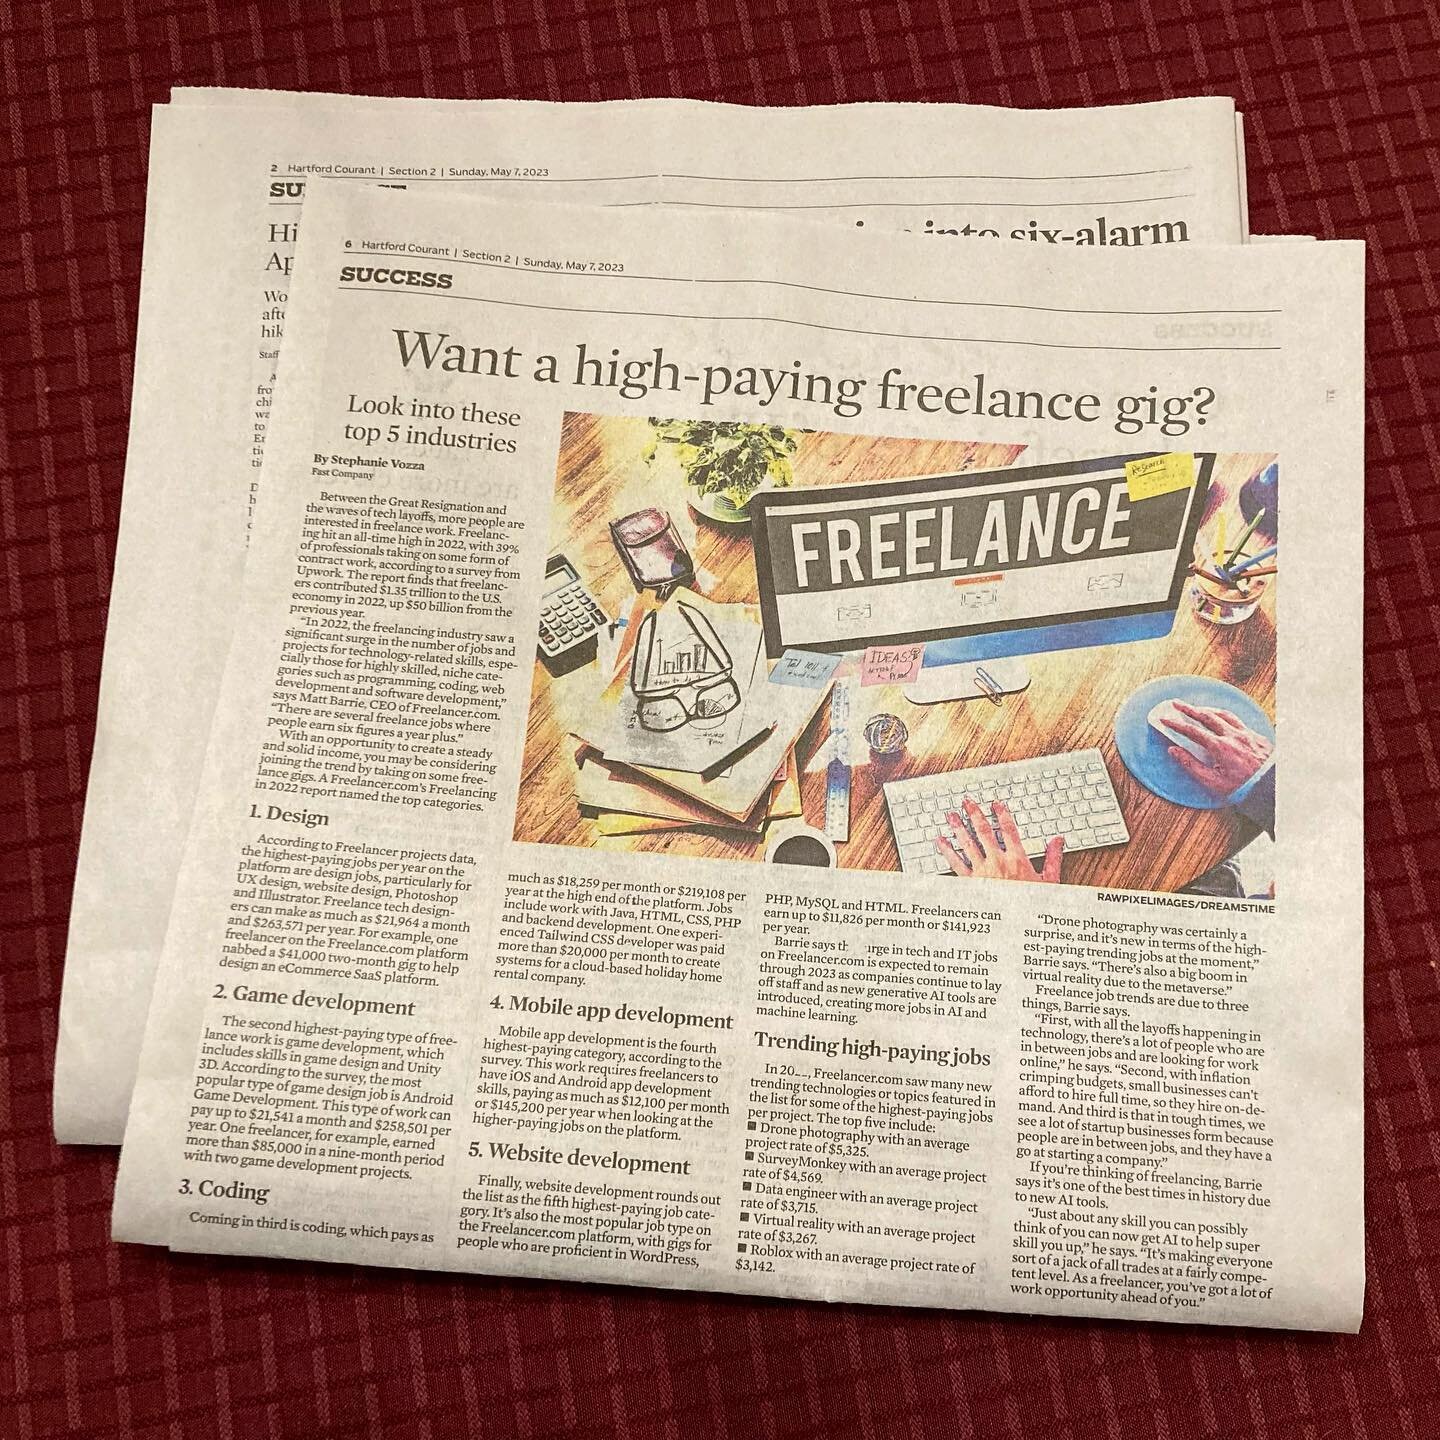 2 Hartford Courant | Section 2 | Sunday, May 7, 2023
SU
Hi
Ap
into six-alarm
Wo
afte
hik
Staff
6 Hartford Courant | Section 2 | Sunday, May 7, 2023
SUCCESS
Want a high-paying freelance gig?
Look into these
top 5 industries
By Stephanie Vozza
Fast Company
Between the Great Resignation and
the waves of tech layoffs, more people are
interested in freelance work. Freelanc-
ing hit an all-time high in 2022, with 39%
of professionals taking on some form of
contract work, according to a survey from
Upwork. The report finds that freelanc-
ers contributed $1.35 trillion to the U.S.
economy in 2022, up $50 billion from the
previous year.
“In 2022, the freelancing industry saw a
significant surge in the number of jobs and
projects for technology-related skills, espe-
cially those for highly skilled, niche cate-
gories such as programming, coding, web
development and software development,”
says Matt Barrie, CEO of Freelancer.com.
“There are several freelance jobs where
people earn six figures a year plus.”
With an opportunity to create a steady
and solid income, you may be considering
joining the trend by taking on some free-
lance gigs. A Freelancer.com’s Freelancing
in 2022 report named the top categories.
1. Design
According to Freelancer projects data,
the highest-paying jobs per year on the
platform are design jobs, particularly for
UX design, website design, Photoshop
and Illustrator. Freelance tech design-
ers can make as much as $21,964 a month
and $263,571 per year. For example, one
freelancer on the Freelance.com platform
nabbed a $41,000 two-month gig to help
design an eCommerce SaaS platform.
2. Game development
The second highest-paying type of free-
lance work is game development, which
includes skills in game design and Unity
3D. According to the survey, the most
popular type of game design job is Android
Game Development. This type of work can
pay up to $21,541 a month and $258,501 per
year. One freelancer, for example, earned
more than $85,000 in a nine-month period
with two game development projects.
3. Coding
Coming in third is coding, which pays as
FREELANCE
Research
IDEAS
RAWPIXELIMAGES/DREAMSTIME
much as $18,259 per month or $219,108 per
year at the high end of the platform. Jobs
include work with Java, HTML, CSS, PHP
and backend development. One experi-
enced Tailwind CSS developer was paid
more than $20,000 per month to create
systems for a cloud-based holiday home
rental company.
4. Mobile app development
Mobile app development is the fourth
highest-paying category, according to the
survey. This work requires freelancers to
have iOS and Android app development
skills, paying as much as $12,100 per month
or $145,200 per year when looking at the
higher-paying jobs on the platform.
5. Website development
Finally, website development rounds out
the list as the fifth highest-paying job cate-
gory. It’s also the most popular job type on
the Freelancer.com platform, with gigs for
people who are proficient in WordPress,
PHP, MySQL and HTML. Freelancers can
earn up to $11,826 per month or $141,923
per year.
Barrie says th urge in tech and IT jobs
on Freelancer.com is expected to remain
through 2023 as companies continue to lay
off staff and as new generative AI tools are
introduced, creating more jobs in AI and
machine learning.
Trending high-paying jobs
In 20 , Freelancer.com saw many new
trending technologies or topics featured in
the list for some of the highest-paying jobs
per project. The top five include:
■ Drone photography with an average
project rate of $5,325.
■ SurveyMonkey with an average project
rate of $4,569.
■ Data engineer with an average project
rate of $3,715.
■ Virtual reality with an average project
rate of $3,267.
■ Roblox with an average project rate of
$3,142.
“Drone photography was certainly a
surprise, and it’s new in terms of the high-
est-paying trending jobs at the moment,”
Barrie says. “There’s also a big boom in
virtual reality due to the metaverse.”
Freelance job trends are due to three
things, Barrie says.
“First, with all the layoffs happening in
technology, there’s a lot of people who are
in between jobs and are looking for work
online,” he says. “Second, with inflation
crimping budgets, small businesses can’t
afford to hire full time, so they hire on-de-
mand. And third is that in tough times, we
see a lot of startup businesses form because
people are in between jobs, and they have a
go at starting a company.”
If you’re thinking of freelancing, Barrie
says it’s one of the best times in history due
to new AI tools.
“Just about any skill you can possibly
think of you can now get AI to help super
skill you up,” he says. “It’s making everyone
sort of a jack of all trades at a fairly compe-
tent level. As a freelancer, you’ve got a lot of
work opportunity ahead of you.”